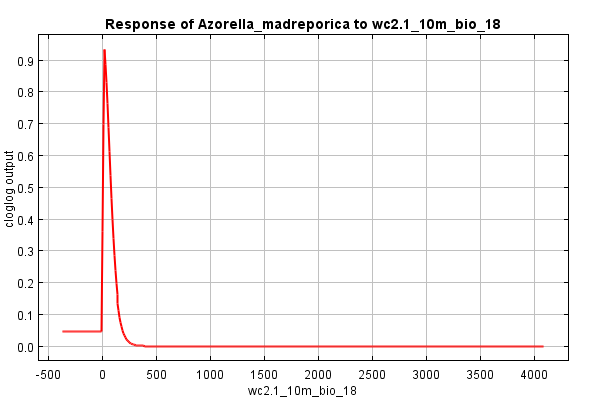 Response of Azorella_madreporica to wc2.1_10m_bio_18
cloglog output
0.9
0.8
0.7
0.6
0.5
0.4
0.3
0.2
0.1
0.0
-500 0 500 1000 1500 2000 2500 3000 3500 4000
wc2.1_10m_bio_18